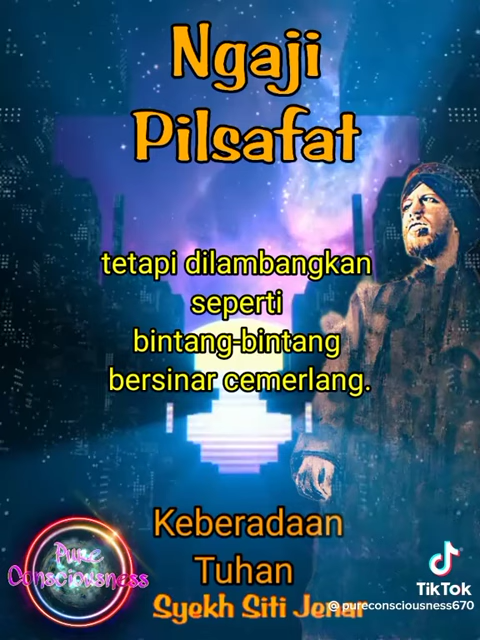 Ngaji
Pilsafat
tetapi dilambangkan
seperti
bintang-bintang
bersinar cemerlang.
Keberadaan
Tuhan
Syekh Siti Jenar
Pure
Consciousness
TikTok
@pureconsciousness670